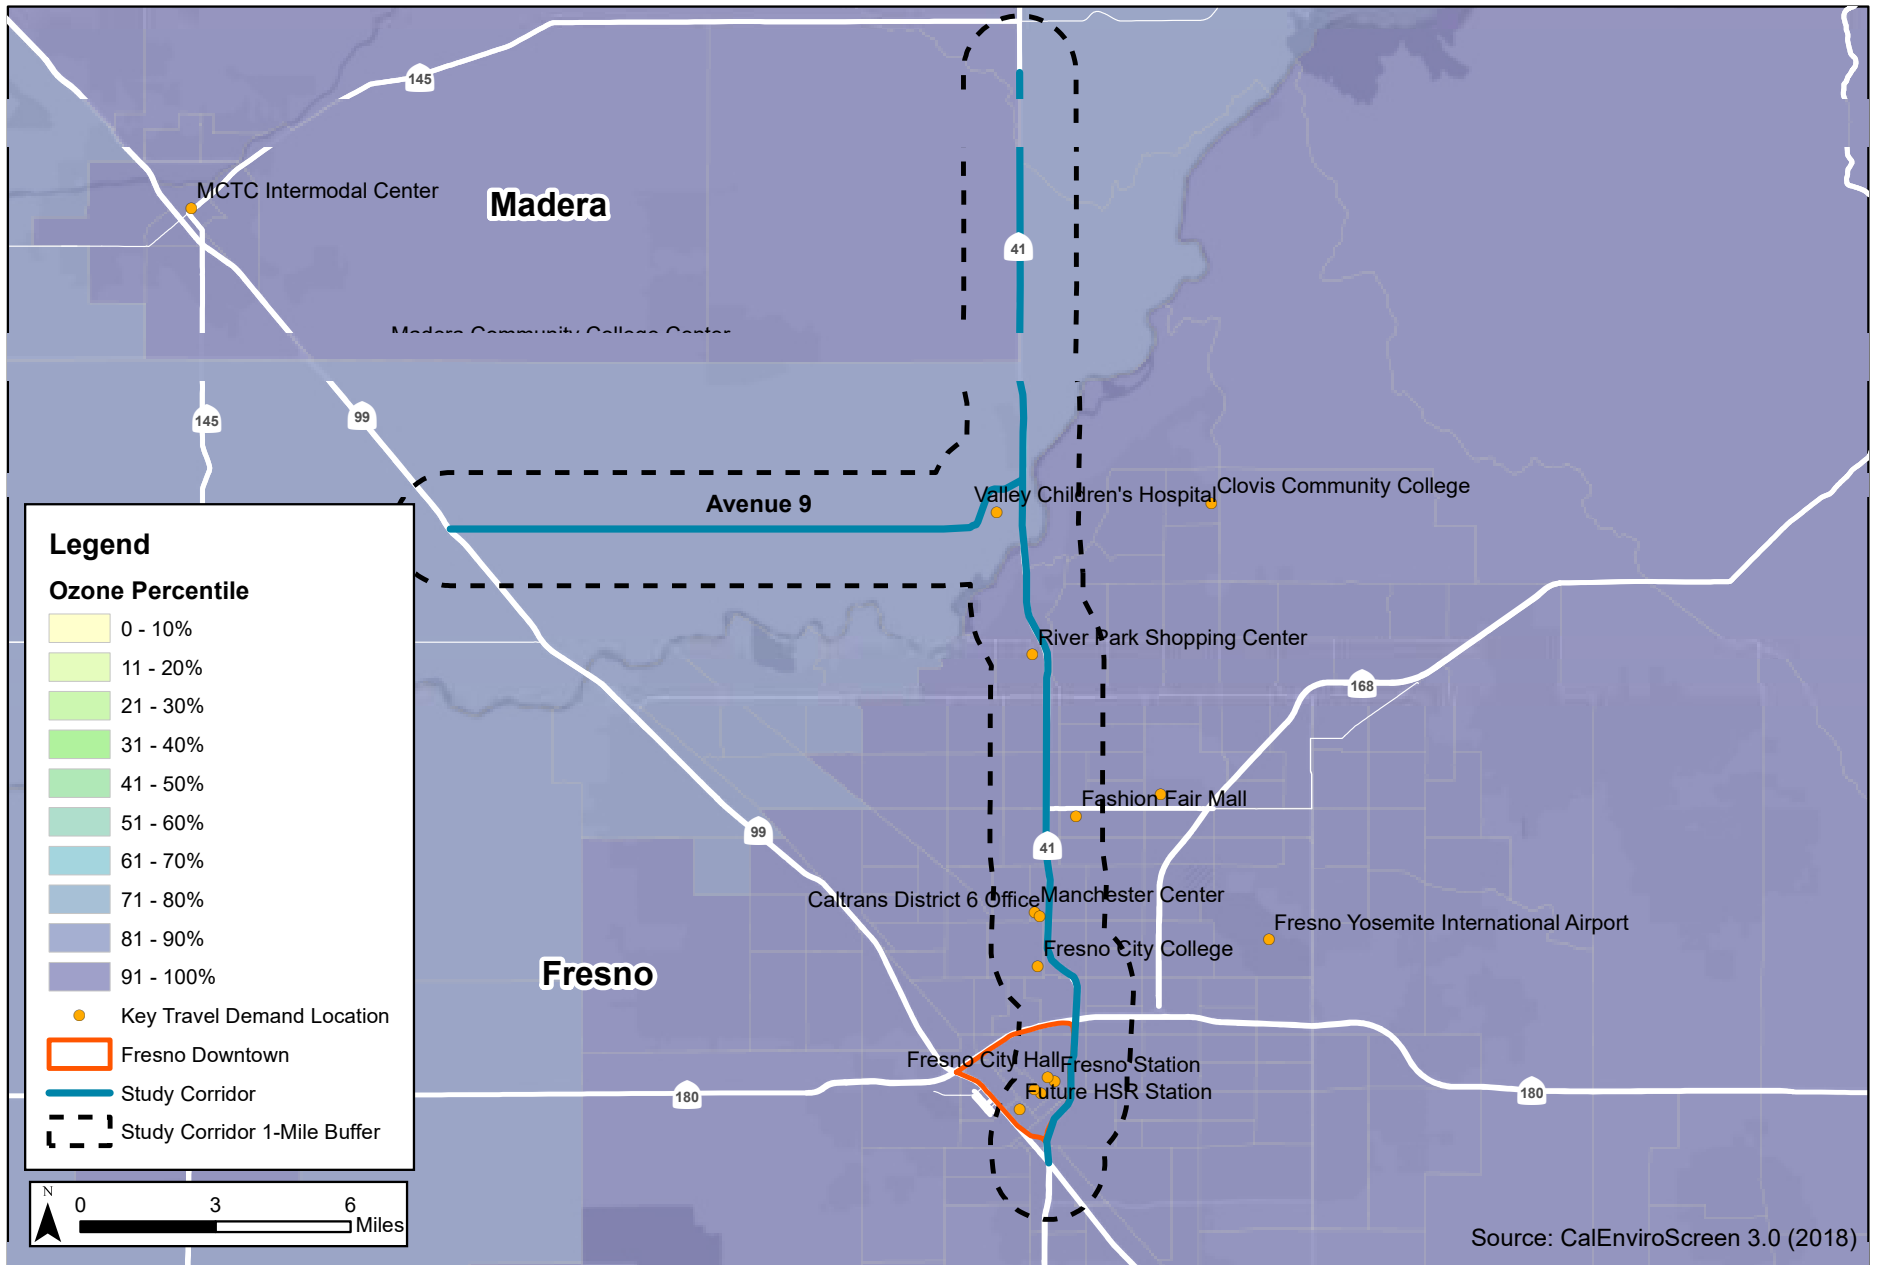 145
MCTC Intermodal Center
Madera
41
Madera Community College Center
145
99
Avenue 9
Valley Children's Hospital
Clovis Community College
River Park Shopping Center
168
Fashion Fair Mall
99
41
Caltrans District 6 Office
Manchester Center
Fresno Yosemite International Airport
Fresno City College
Fresno
Fresno City Hall
Fresno Station
Future HSR Station
180
180
Legend
Ozone Percentile
0 - 10%
11 - 20%
21 - 30%
31 - 40%
41 - 50%
51 - 60%
61 - 70%
71 - 80%
81 - 90%
91 - 100%
Key Travel Demand Location
Fresno Downtown
Study Corridor
Study Corridor 1-Mile Buffer
N
0 3 6
Miles
Source: CalEnviroScreen 3.0 (2018)